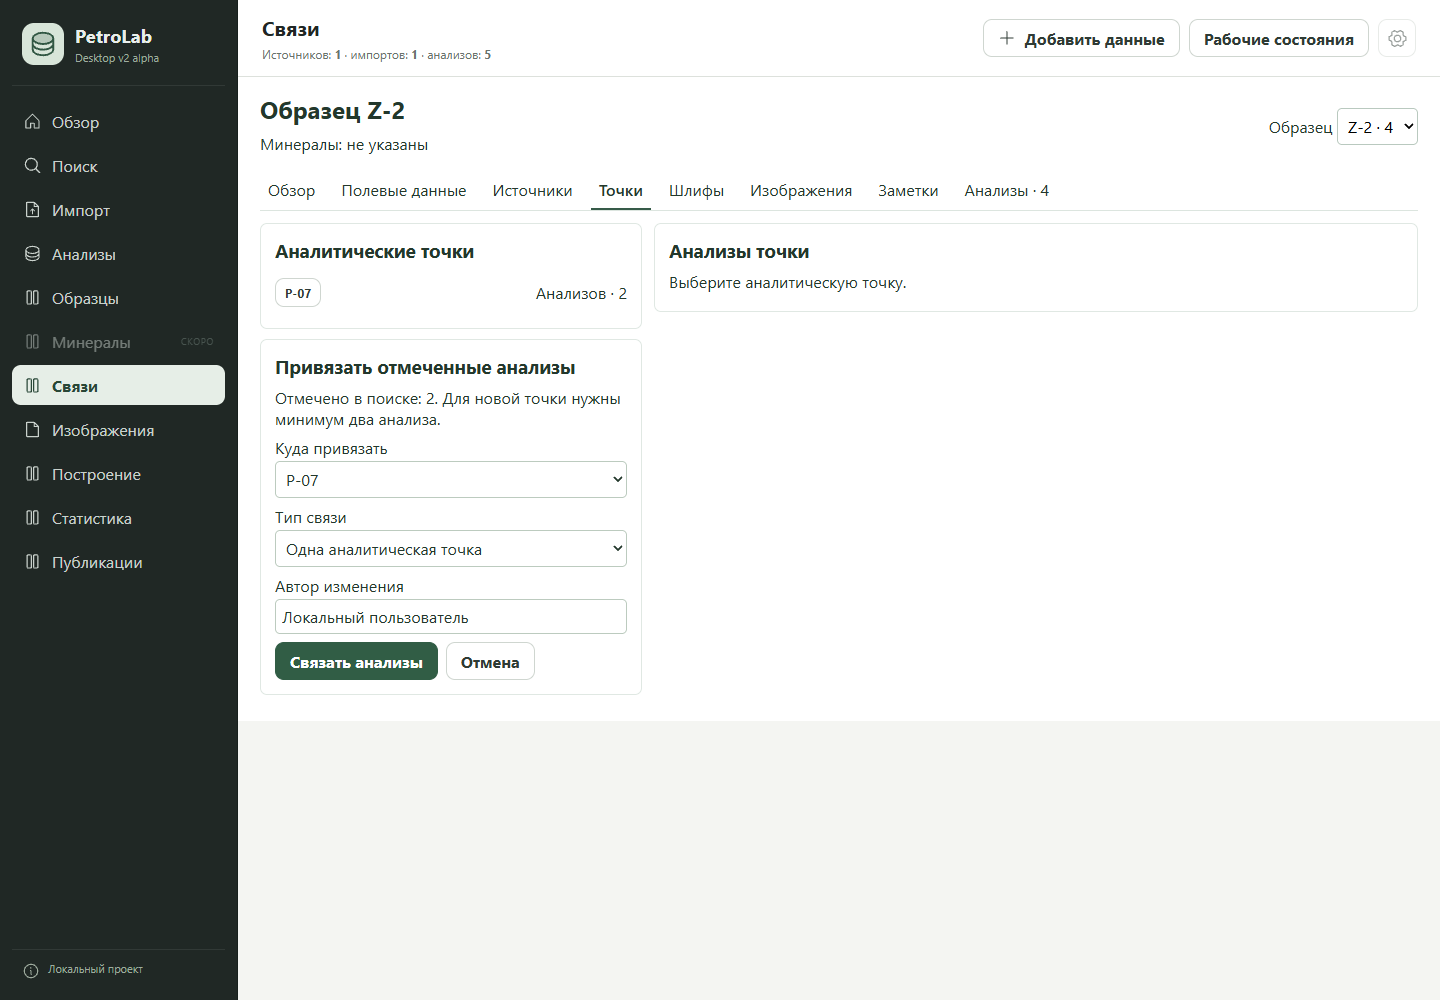 PetroLab
Desktop v2 alpha
Обзор
Поиск
Импорт
Анализы
Образцы
Минералы СКОРО
Связи
Изображения
Построение
Статистика
Публикации
Локальный проект
Связи
Источников: 1 · импортов: 1 · анализов: 5
Добавить данные
Рабочие состояния
Образец Z-2
Минералы: не указаны
Образец Z-2 · 4
Обзор Полевые данные Источники Точки Шлифы Изображения Заметки Анализы · 4
Аналитические точки
P-07 Анализов · 2
Привязать отмеченные анализы
Отмечено в поиске: 2. Для новой точки нужны
минимум два анализа.
Куда привязать
P-07
Тип связи
Одна аналитическая точка
Автор изменения
Локальный пользователь
Связать анализы Отмена
Анализы точки
Выберите аналитическую точку.